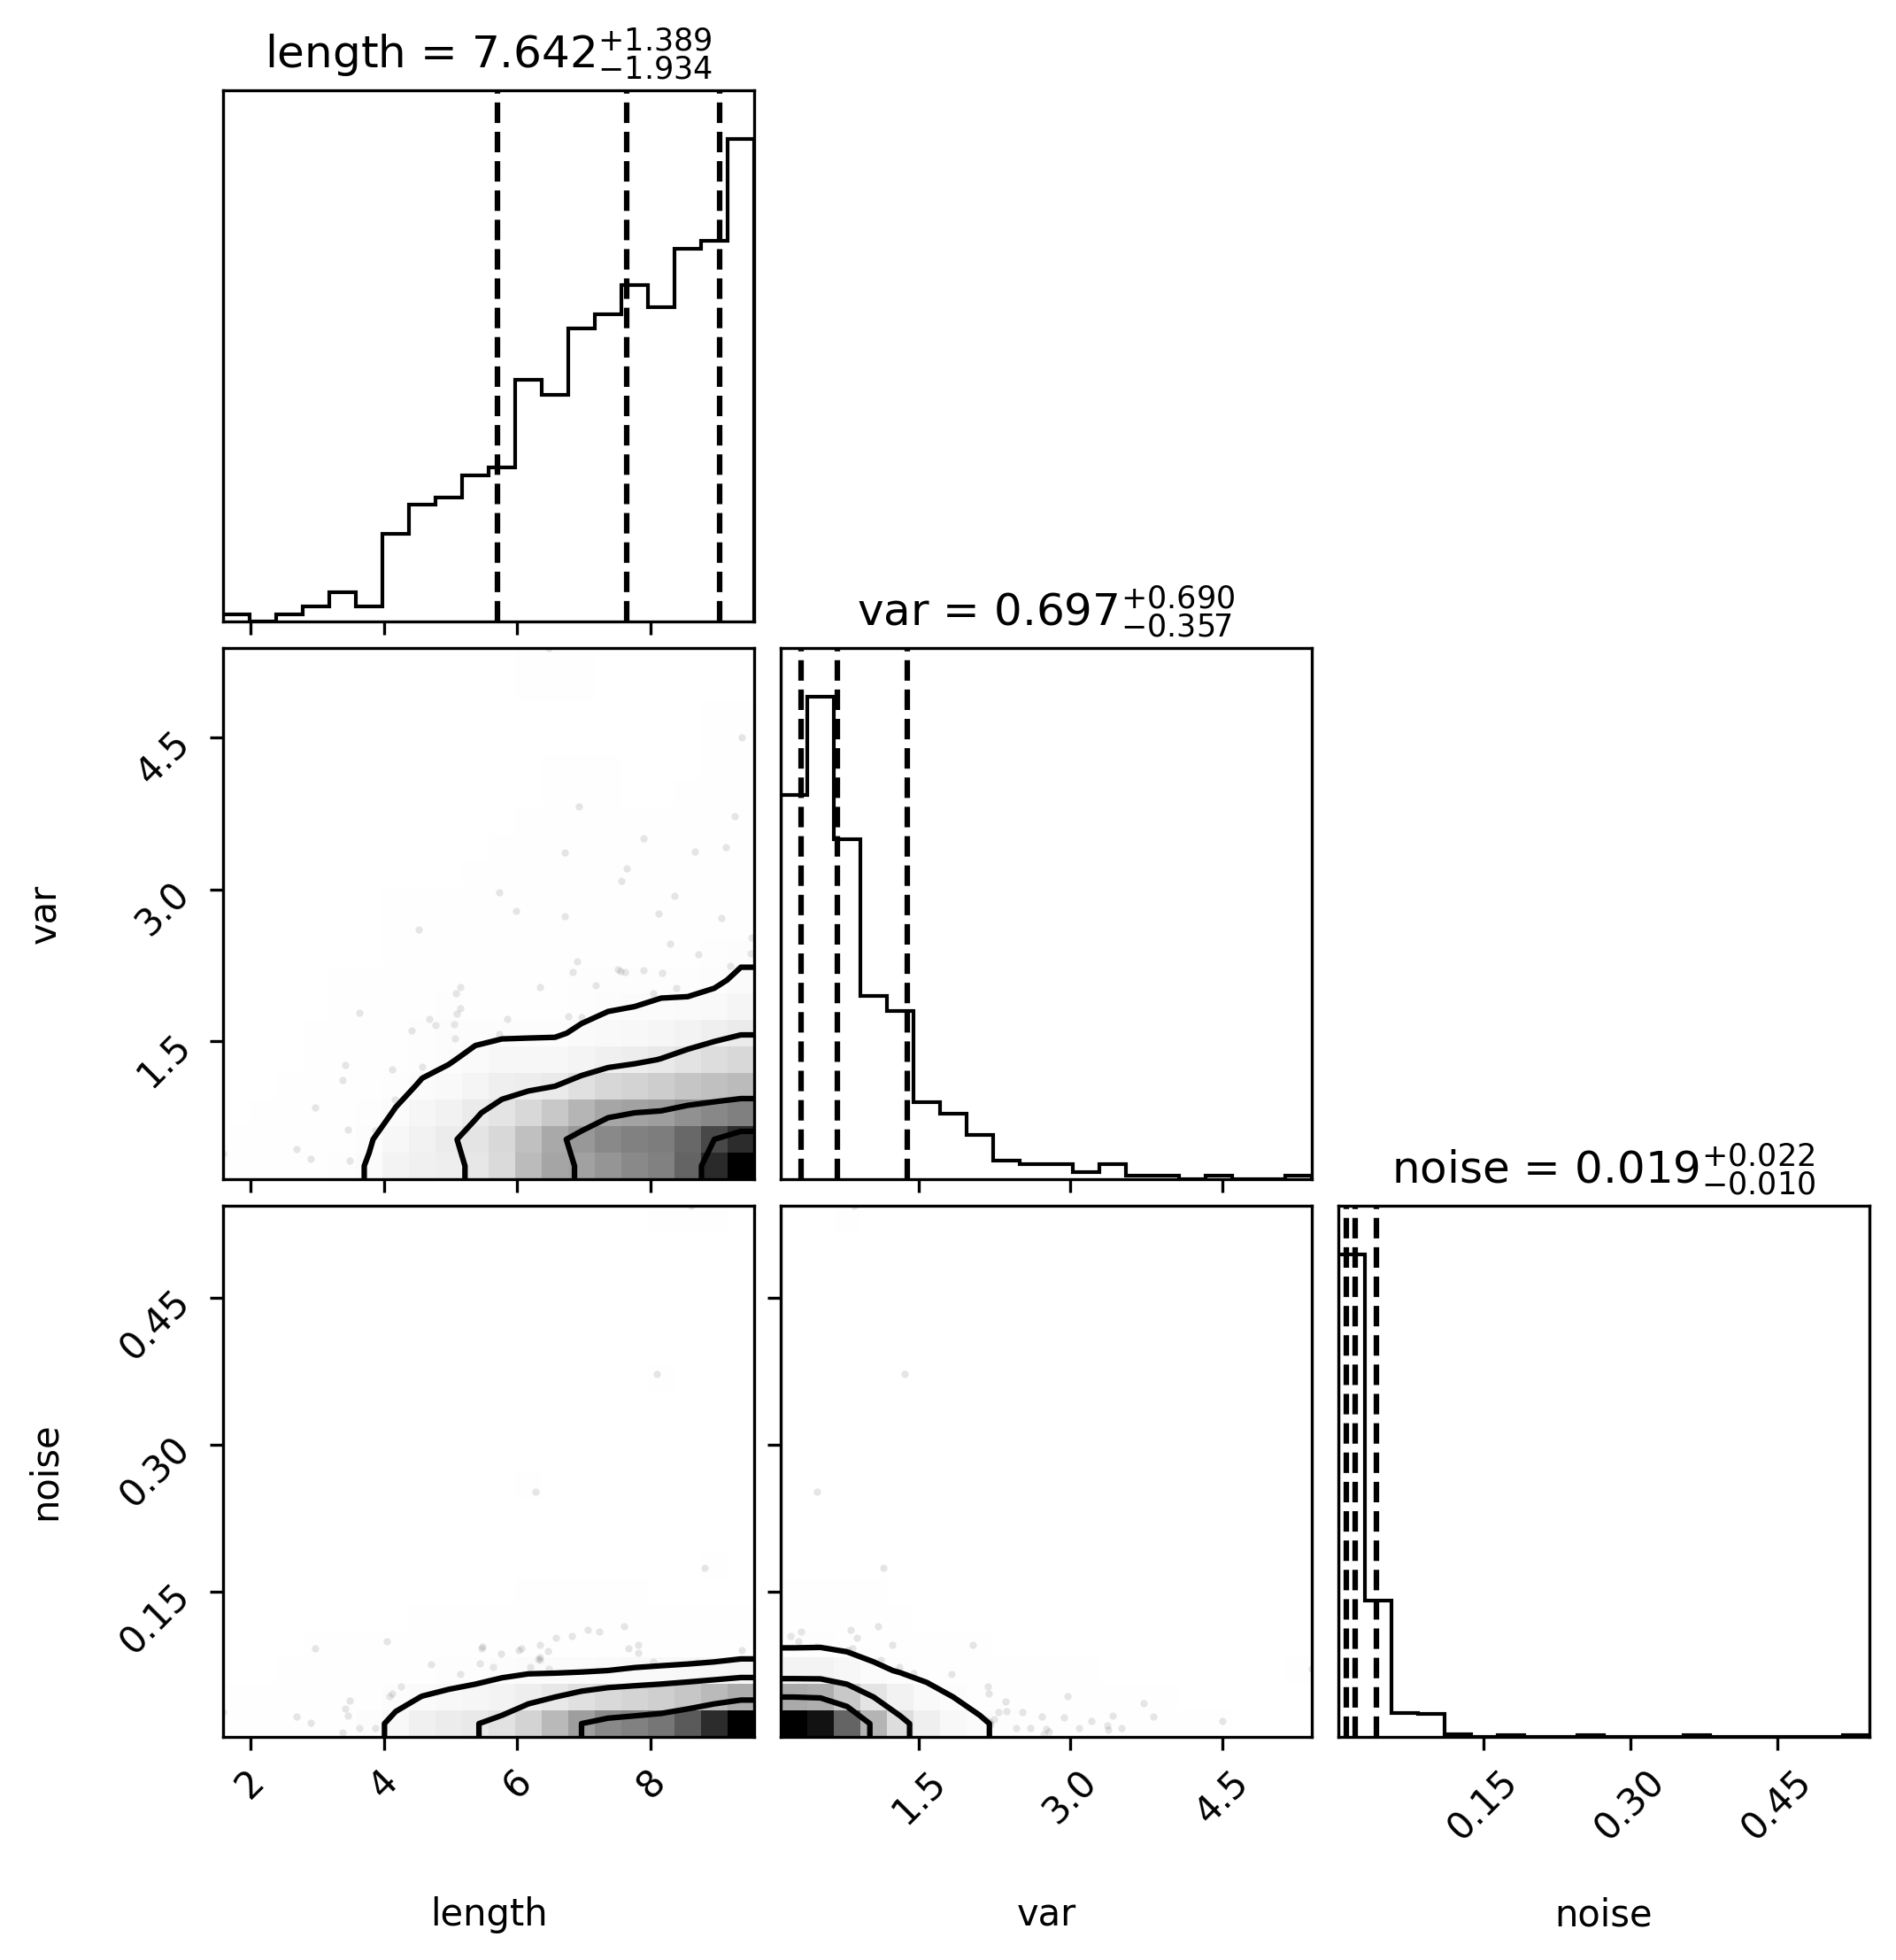 length = 7.642 +1.389 −1.934
var = 0.697 +0.690 −0.357
4.5
3.0
1.5
var
noise = 0.019 +0.022 −0.010
0.45
0.30
0.15
noise
2 4 6 8 1.5 3.0 4.5 0.15 0.30 0.45
length var noise